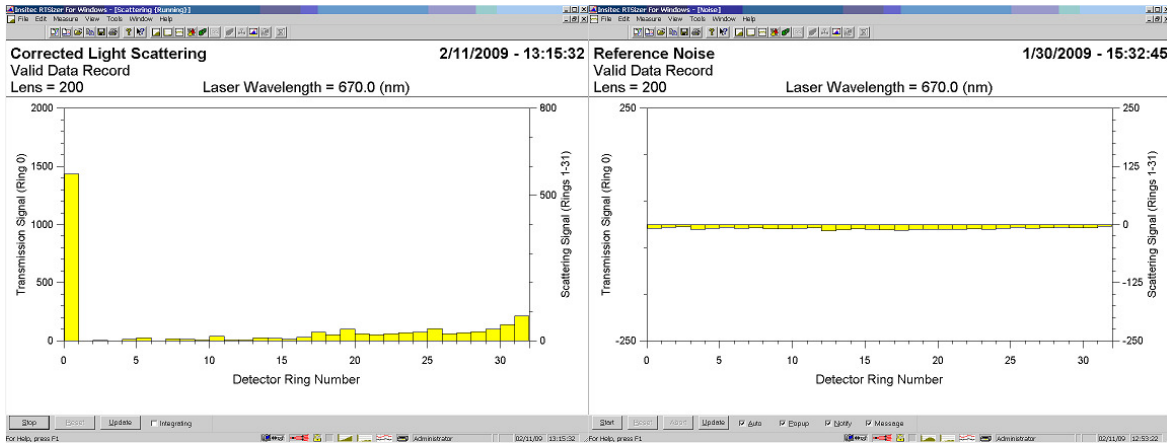 Insitec RTSizer For Windows - [Scattering {Running}]
File Edit Measure View Tools Window Help
Corrected Light Scattering 2/11/2009 - 13:15:32
Valid Data Record
Lens = 200 Laser Wavelength = 670.0 (nm)
2000 800
1500
500
1000
500
0 0
Transmission Signal (Ring 0)
Scattering Signal (Rings 1-31)
0 5 10 15 20 25 30
Detector Ring Number
Stop Reset Update Integrating
For Help, press F1 Administrator 02/11/09 13:15:32
Insitec RTSizer For Windows - [Noise]
File Edit Measure View Tools Window Help
Reference Noise 1/30/2009 - 15:32:45
Valid Data Record
Lens = 200 Laser Wavelength = 670.0 (nm)
250 250
125
0 0
-125
-250 -250
Transmission Signal (Ring 0)
Scattering Signal (Rings 1-31)
0 5 10 15 20 25 30
Detector Ring Number
Start Reset Abort Update Auto Popup Notify Message
For Help, press F1 Administrator 02/11/09 12:53:22